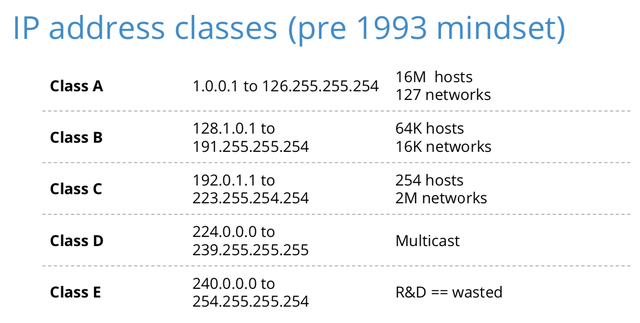 IP address classes (pre 1993 mindset)
Class A
1.0.0.1 to 126.255.255.254
16M hosts
127 networks
Class B
128.1.0.1 to
191.255.255.254
64K hosts
16K networks
Class C
192.0.1.1 to
223.255.254.254
254 hosts
2M networks
Class D
224.0.0.0 to
239.255.255.255
Multicast
Class E
240.0.0.0 to
254.255.255.254
R&D == wasted